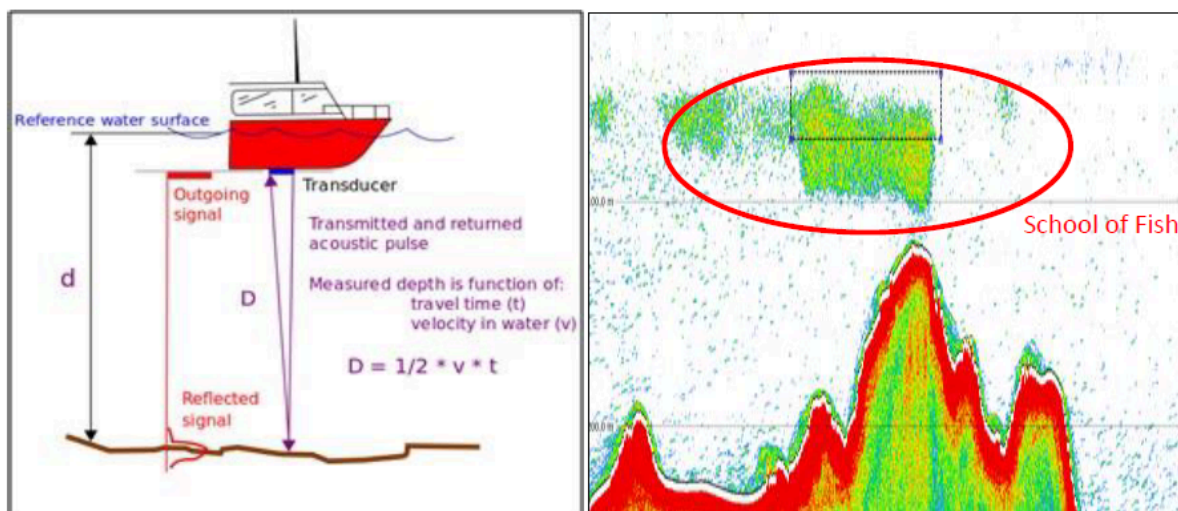 Reference water surface
Outgoing
signal
Transducer
Transmitted and returned
acoustic pulse
d
D
Measured depth is function of:
travel time (t)
velocity in water (v)
D = 1/2 * v * t
Reflected
signal
School of Fish